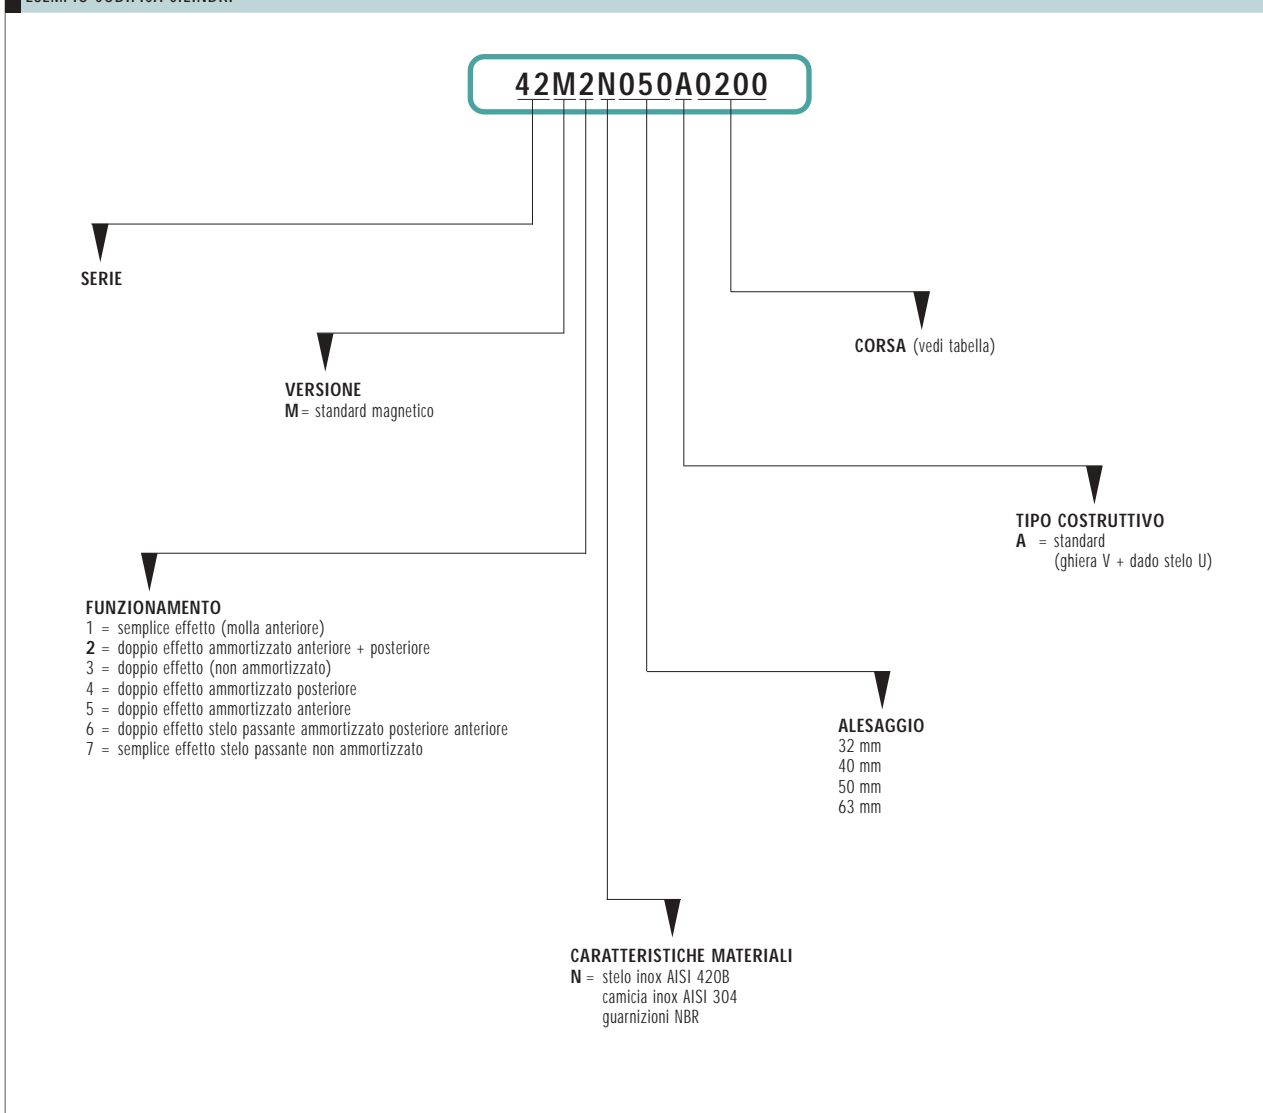 42M2N050A0200
SERIE
CORSA (vedi tabella)
VERSIONE
M = standard magnetico
TIPO COSTRUTTIVO
A = standard
(ghiera V + dado stelo U)
FUNZIONAMENTO
1 = semplice effetto (molla anteriore)
2 = doppio effetto ammortizzato anteriore + posteriore
3 = doppio effetto (non ammortizzato)
4 = doppio effetto ammortizzato posteriore
5 = doppio effetto ammortizzato anteriore
6 = doppio effetto stelo passante ammortizzato posteriore anteriore
7 = semplice effetto stelo passante non ammortizzato
ALESAGGIO
32 mm
40 mm
50 mm
63 mm
CARATTERISTICHE MATERIALI
N = stelo inox AISI 420B
camicia inox AISI 304
guarnizioni NBR